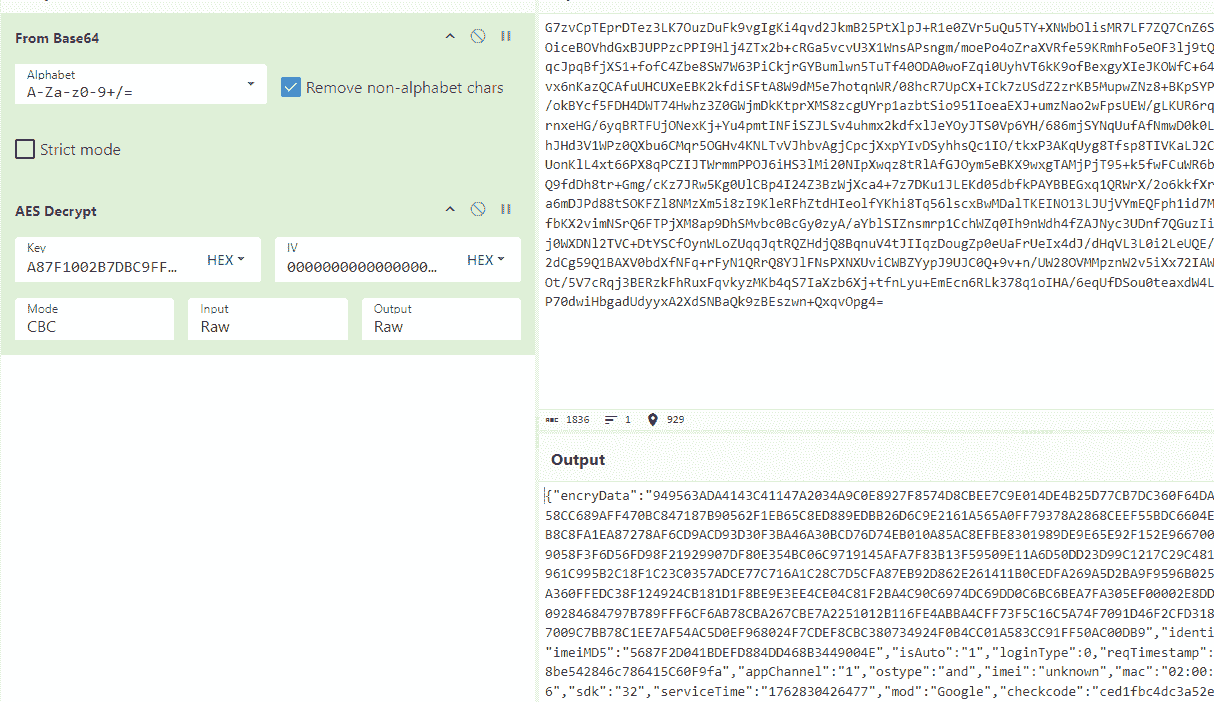 From Base64
Alphabet
A-Za-z0-9+/=
Remove non-alphabet chars
Strict mode
AES Decrypt
Key
A87F1002B7DBC9FF…
HEX
IV
0000000000000000…
HEX
Mode
CBC
Input
Raw
Output
Raw
G7zvCpTEprDTez3LK7OuzDuFk9vgIgKi4qvd2JkmB25PtXlpJ+R1e0ZVr5uQu5TY+XNWbOlisMR7LF7ZQ7CnZ6S
OiceBOVhdGxBJUPPzcPPI9Hlj4ZTx2b+cRGa5vcvU3X1WnsAPsngm/moePo4oZraXVRfe59KRmhFo5eOF3lj9tQ
qcJpqBfjXS1+fofC4Zbe8SW7W63PiCkjrGYBumlwn5TuTf40ODA0woFZqi0UyhVT6kK9ofBexgyXIeJKOWfC+64
vx6nKazQCAfuUHCUXeEBK2kfdiSFtA8W9dM5e7hotqnWR/08hcR7UpCX+ICk7zUSdZ2zrKB5MupwZNz8+BKpSYP
/okBYcf5FDH4DWT74Hwhz3Z0GWjmDkKtprXMS8zcgUYrp1azbtSio951IoeaEXJ+umzNao2wFpsUEW/gLKUR6rq
rnxeHG/6yqBRTFUjONexKj+Yu4pmtINFiSZJLSv4uhmx2kdfxlJeYOyJTS0Vp6YH/686mjSYNqUufAfNmwD0k0L
hJHd3V1WPz0QXbu6CMqr5OGHv4KNLTvVJhbvAgjCpcjXxpYIvDSyhhsQc1IO/tkxP3AKqUyg8Tfsp8TIVKaLJ2C
UonKlL4xt66PX8qPCZIJTWrmmPPOJ6iHS3lMi20NIpXwqz8tRlAfGJOym5eBKX9wxgTAMjPjT95+k5fwFCuWR6b
Q9fdDh8tr+Gmg/cKz7JRw5Kg0UlCBp4I24Z3BzWjXca4+7z7DKu1JLEKd05dbfkPAYBBEGxq1QRWrX/2o6kkfXr
a6mDJPd88tSOKFZl8NMzXm5i8zI9KleRFhZtdHIeolfYKhi8Tq56lscxBwMDalTKEINO13LJUjVYmEQFph1id7M
fbKX2vimNSrQ6FTPjXM8ap9DhSMvbc0BcGy0zyA/aYblSIZnsmrp1CchWZq0Ih9nWdh4fZAJNyc3UDnf7QGuzIi
j0WXDNl2TVC+DtYSCfOynWLoZUqqJqtRQZHdjQ8BqnuV4tJIIqzDougZp0eUaFrUeIx4dJ/dHqVL3L0i2LeUQE/
2dCg59Q1BAXV0bdXfNFq+rFyN1QRrQ8YJlFNsPXNXUviCWBZYypJ9UJC0Q+9v+n/UW28OVMMpznW2v5iXx72IAW
Ot/5V7cRqj3BERzkFhRuxFqvkyzMKb4qS7IaXzb6Xj+tfnLyu+EmEcn6RLk378q1oIHA/6eqUfDSou0teaxdW4L
P70dwiHbgadUdyyxA2XdSNBaQk9zBEszwn+QxqvOpg4=
ABC 1836 1 929
Output
{"encryData":"949563ADA4143C41147A2034A9C0E8927F8574D8CBEE7C9E014DE4B25D77CB7DC360F64DA
58CC689AFF470BC847187B90562F1EB65C8ED889EDBB26D6C9E2161A565A0FF79378A2868CEEF55BDC6604E
B8C8FA1EA87278AF6CD9ACD93D30F3BA46A30BCD76D74EB010A85AC8EFBE8301989DE9E65E92F152E966700
9058F3F6D56FD98F21929907DF80E354BC06C9719145AFA7F83B13F59509E11A6D50DD23D99C1217C29C481
961C995B2C18F1C23C0357ADCE77C716A1C28C7D5CFA87EB92D862E261411B0CEDFA269A5D2BA9F9596B025
A360FFEDC38F124924CB181D1F8BE9E3EE4CE04C81F2BA4C90C6974DC69DD0C6BC6BEA7FA305EF00002E8DD
09284684797B789FFF6CF6AB78CBA267CBE7A2251012B116FE4ABBA4CFF73F5C16C5A74F7091D46F2CFD318
7009C7BB78C1EE7AF54AC5D0EF968024F7CDEF8CBC380734924F0B4CC01A583CC91FF50AC00DB9","identi
"imeiMD5":"5687F2D041BDEFD884DD468B3449004E","isAuto":"1","loginType":0,"reqTimestamp":
8be542846c786415C60F9fa","appChannel":"1","ostype":"and","imei":"unknown","mac":"02:00:
6","sdk":"32","serviceTime":"1762830426477","mod":"Google","checkcode":"ced1fbc4dc3a52e